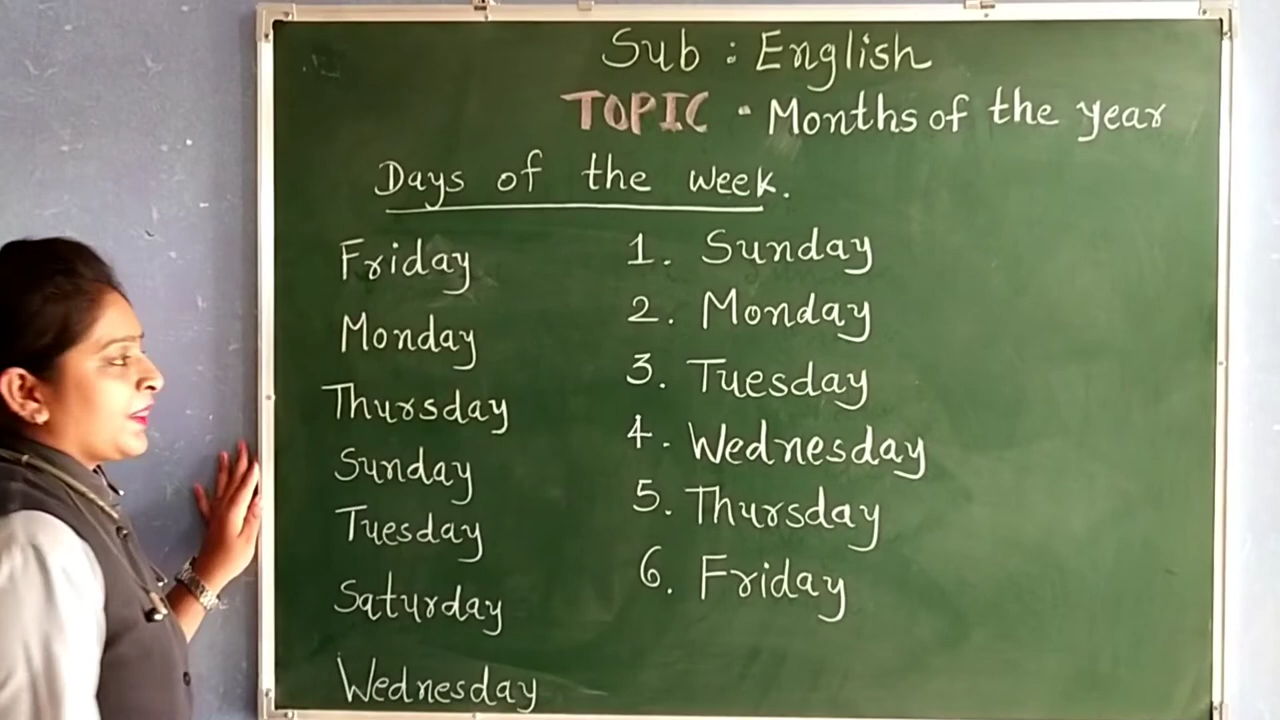 Sub : English
TOPIC - Months of the year
Days of the week.
Friday
Monday
Thursday
Sunday
Tuesday
Saturday
Wednesday
1. Sunday
2. Monday
3. Tuesday
4. Wednesday
5. Thursday
6. Friday